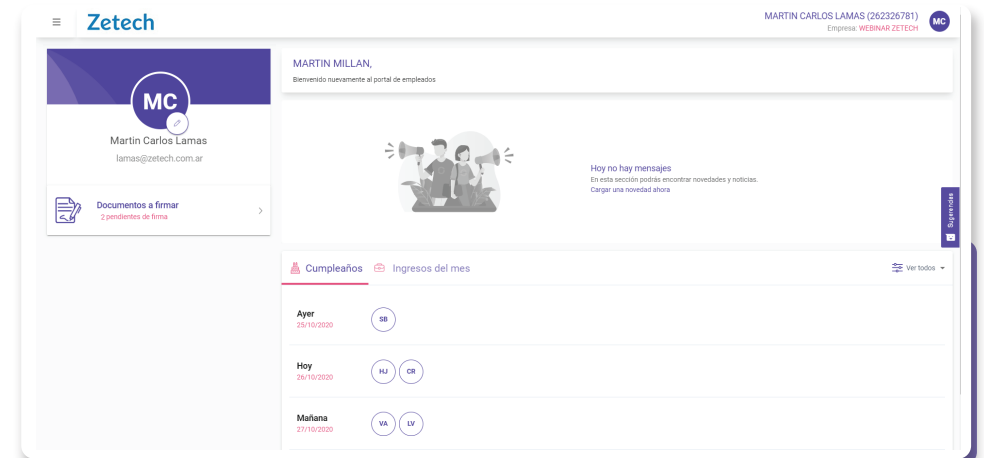 Zetech
MARTIN CARLOS LAMAS (262326781)
Empresa: WEBINAR ZETECH
MC
MC
Martin Carlos Lamas
lamas@zetech.com.ar
Documentos a firmar
2 pendientes de firma
MARTIN MILLAN,
Bienvenido nuevamente al portal de empleados
Hoy no hay mensajes
En esta sección podrás encontrar novedades y noticias.
Cargar una novedad ahora
Sugerencias
Cumpleaños
Ingresos del mes
Ver todos
Ayer
25/10/2020
SB
Hoy
26/10/2020
HJ
CR
Mañana
27/10/2020
VA
LV